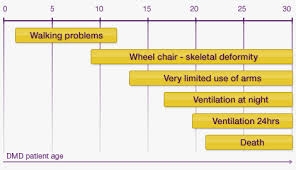 0 5 10 15 20 25 30
Walking problems
Wheel chair - skeletal deformity
Very limited use of arms
Ventilation at night
Ventilation 24hrs
Death
DMD patient age